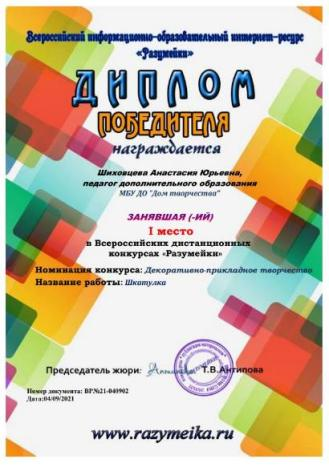 Всероссийский информационно-образовательный интернет-ресурс
«Разумейки»
ДИПЛОМ
ПОБЕДИТЕЛЯ
награждается
Шиховцева Анастасия Юрьевна,
педагог дополнительного образования
МБУ ДО "Дом творчества"
ЗАНЯВШАЯ (-ИЙ)
I место
в Всероссийских дистанционных
конкурсах «Разумейки»
Номинация конкурса: Декоративно-прикладное творчество
Название работы: Шкатулка
Председатель жюри: Т.В.Антипова
Номер документа: ВР№21-040902
Дата:04/09/2021
www.razymeika.ru